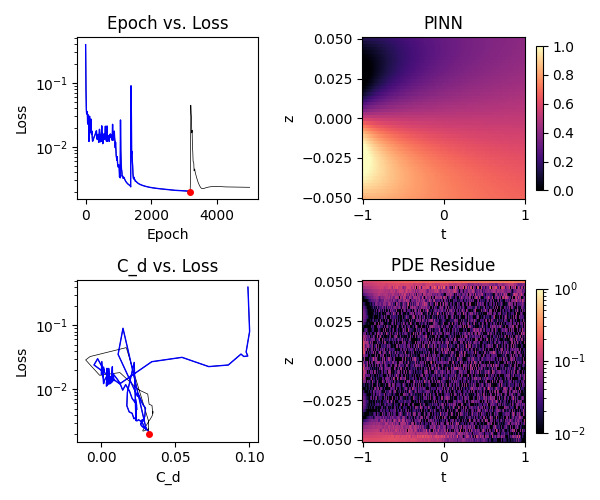 Epoch vs. Loss
10⁻¹
10⁻²
Loss
0 2000 4000
Epoch
PINN
0.050
0.025
0.000
−0.025
−0.050
z
−1 0 1
t
1.0
0.8
0.6
0.4
0.2
0.0
C_d vs. Loss
10⁻¹
10⁻²
Loss
0.00 0.05 0.10
C_d
PDE Residue
0.050
0.025
0.000
−0.025
−0.050
z
−1 0 1
t
10⁰
10⁻¹
10⁻²